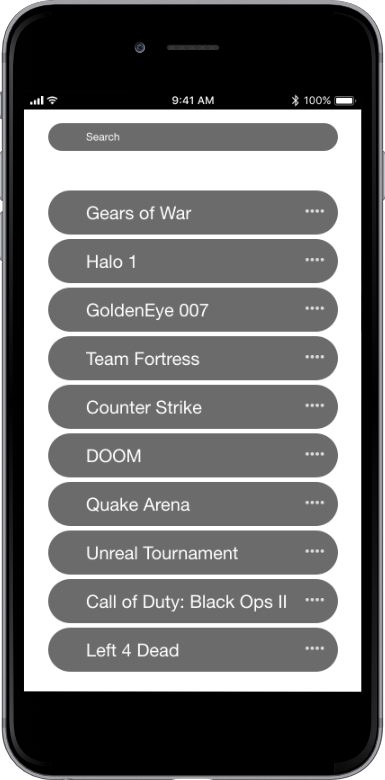 9:41 AM 100%
Search
Gears of War
Halo 1
GoldenEye 007
Team Fortress
Counter Strike
DOOM
Quake Arena
Unreal Tournament
Call of Duty: Black Ops II
Left 4 Dead